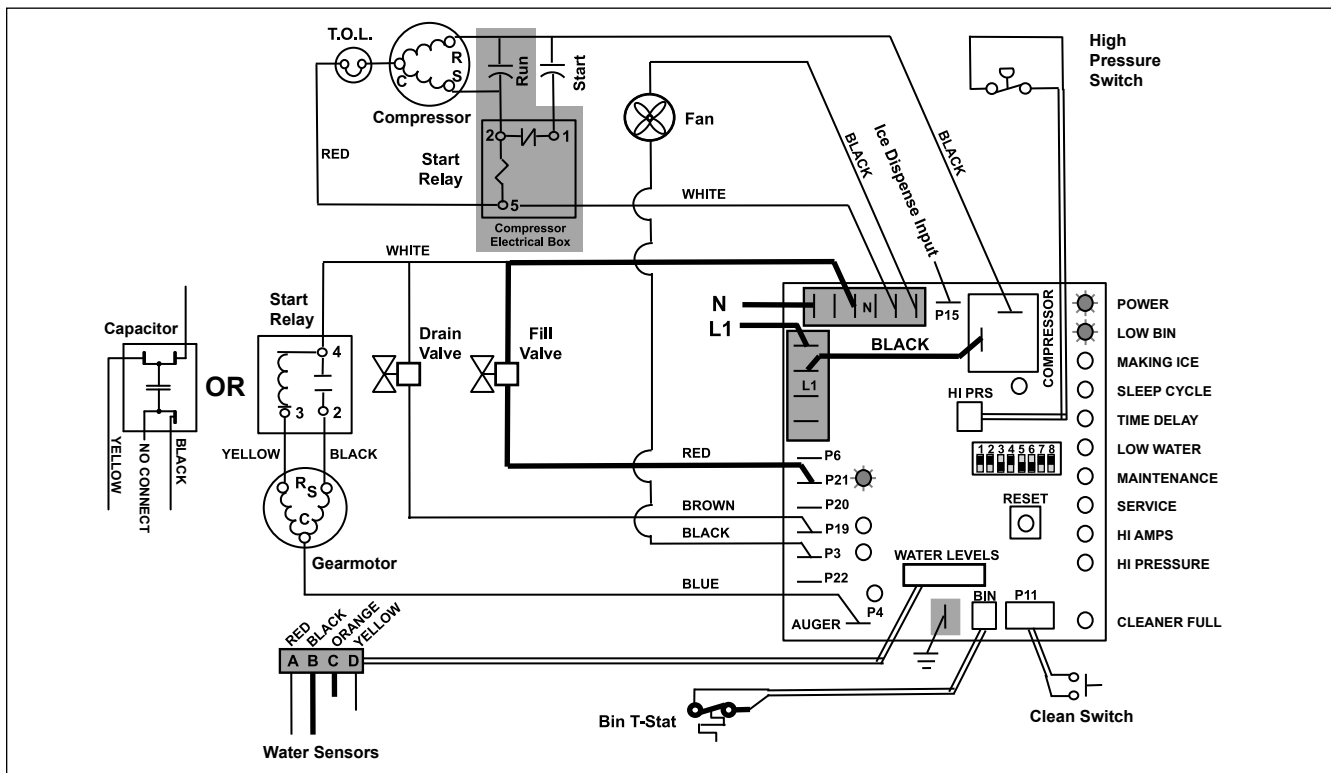 T.O.L.
R
S
C
Compressor
Run
Start
2
1
Start
Relay
5
Compressor
Electrical Box
RED
WHITE
Fan
BLACK
Ice Dispense Input
BLACK
High
Pressure
Switch
WHITE
Start
Relay
Capacitor
YELLOW
NO CONNECT
BLACK
OR
4
3
2
YELLOW
BLACK
R
S
C
Gearmotor
Drain
Valve
Fill
Valve
N
L1
N
L1
BLACK
P15
COMPRESSOR
HI PRS
1 2 3 4 5 6 7 8
RESET
POWER
LOW BIN
MAKING ICE
SLEEP CYCLE
TIME DELAY
LOW WATER
MAINTENANCE
SERVICE
HI AMPS
HI PRESSURE
CLEANER FULL
RED
BROWN
BLACK
BLUE
P6
P21
P20
P19
P3
P22
P4
AUGER
WATER LEVELS
BIN
P11
RED
BLACK
ORANGE
YELLOW
A B C D
Water Sensors
Bin T-Stat
Clean Switch